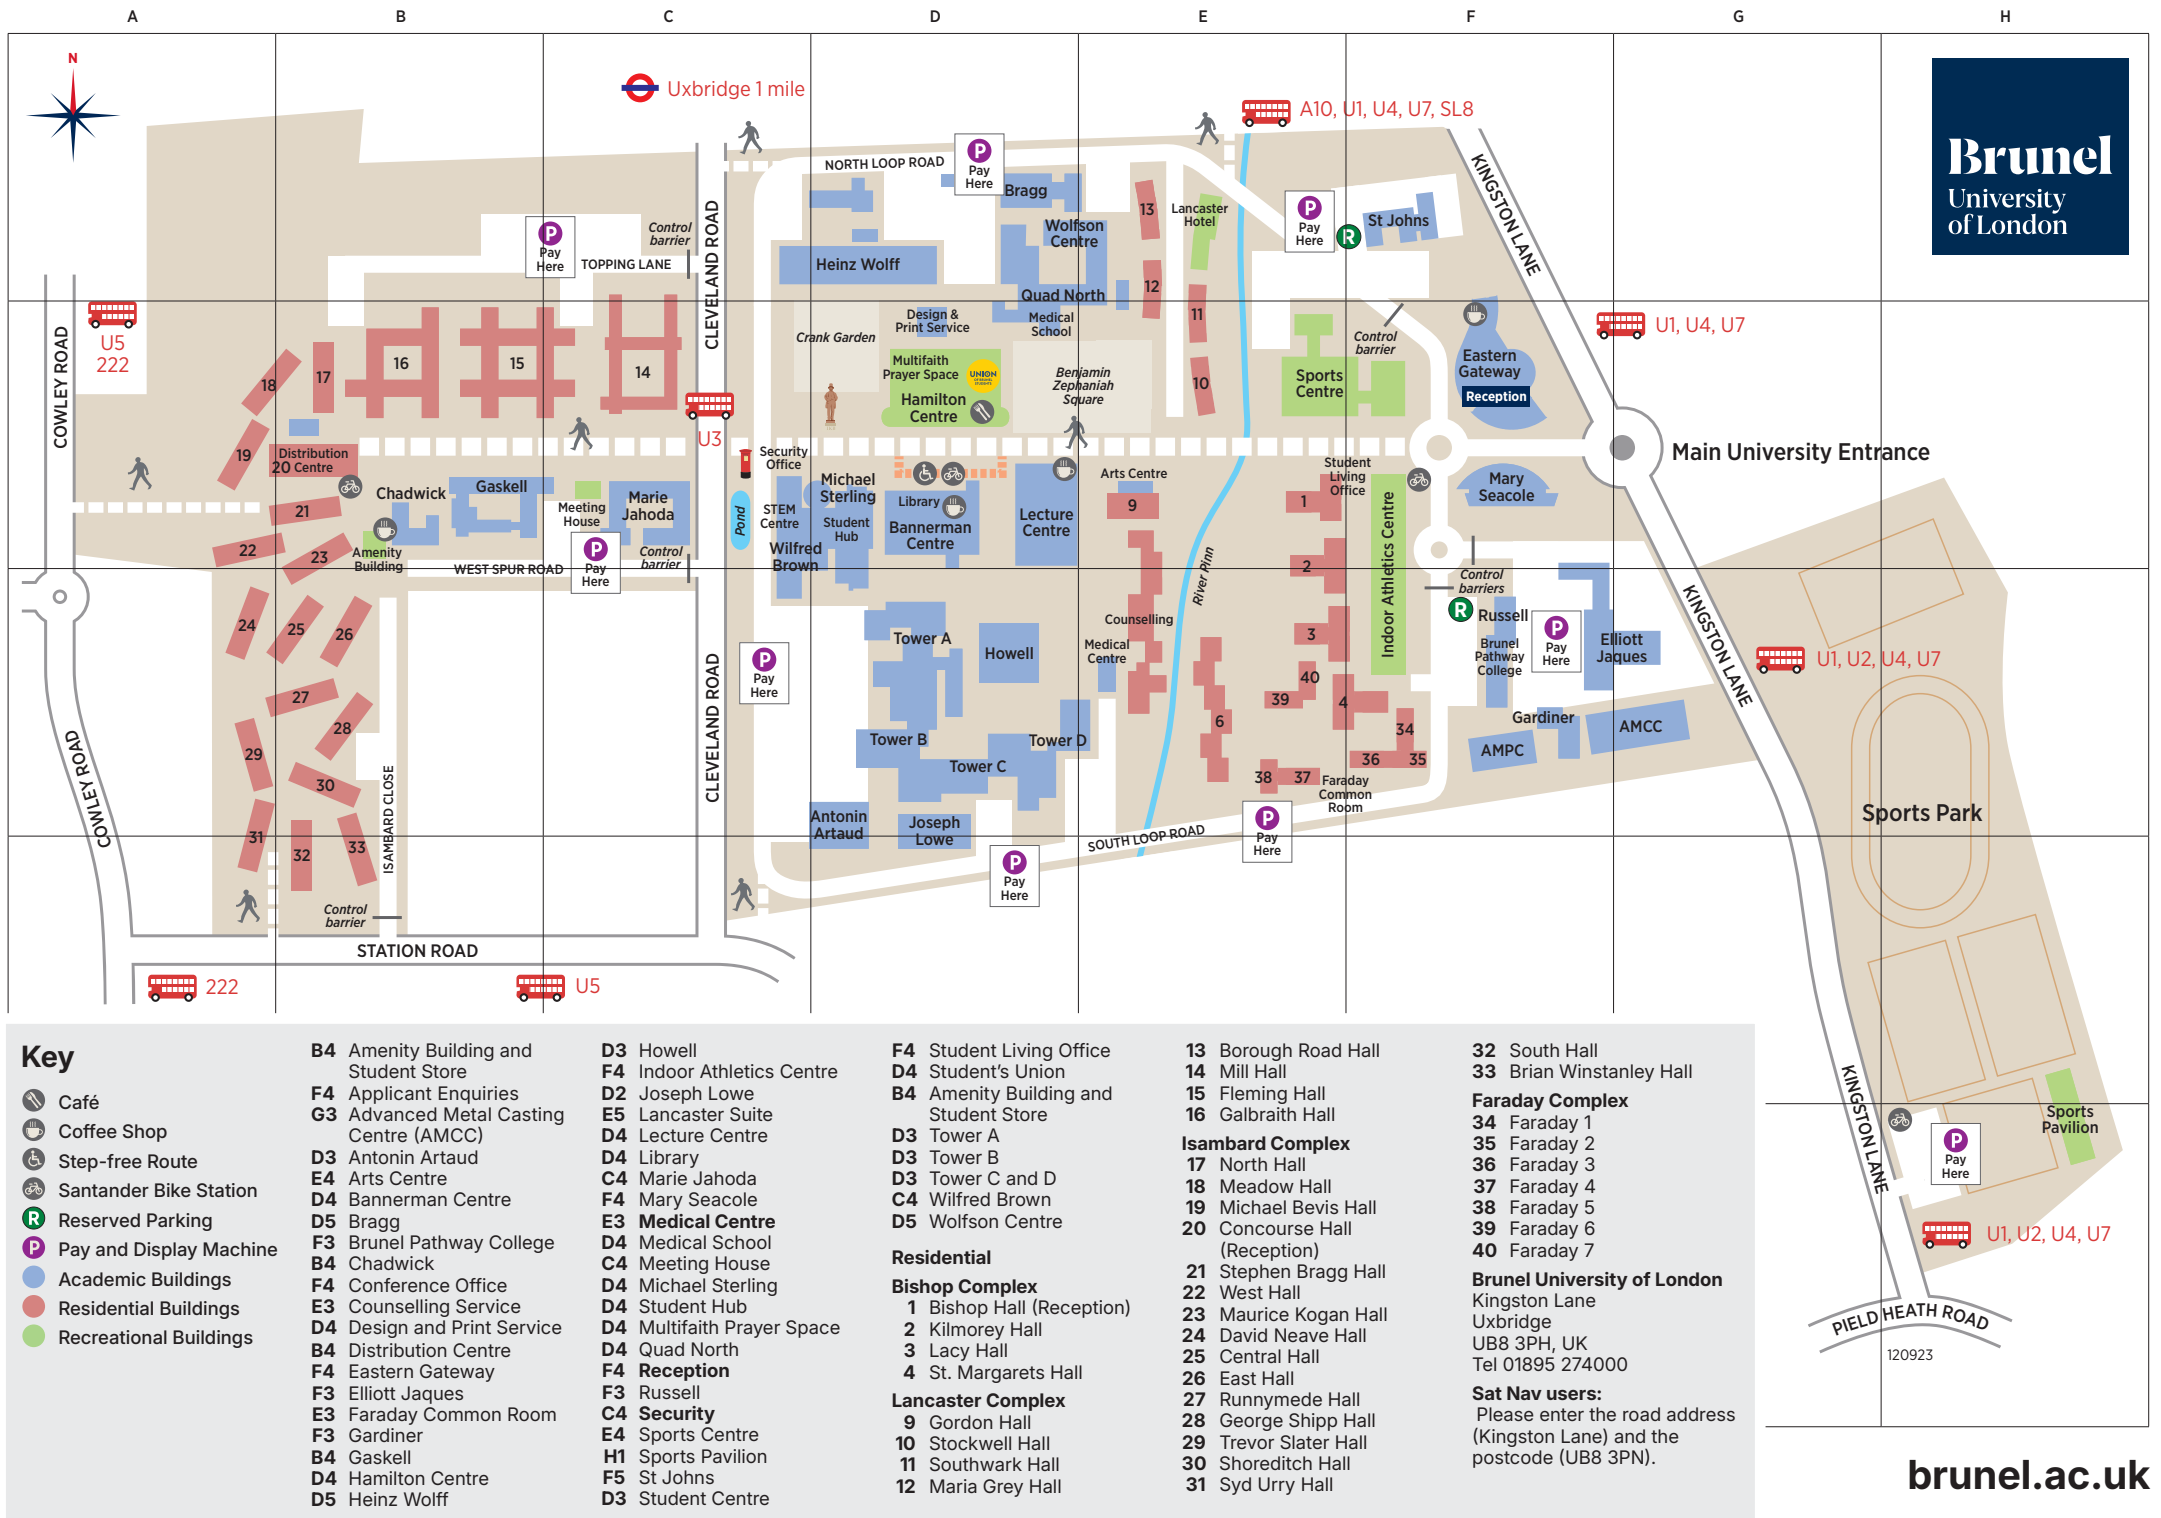 A B C D E F G H
N
Uxbridge 1 mile
A10, U1, U4, U7, SL8
Brunel
University
of London
NORTH LOOP ROAD
Pay
Here
Bragg
KINGSTON LANE
13
Lancaster
Hotel
Pay
Here
R
St Johns
Control
barrier
CLEVELAND ROAD
Pay
Here
TOPPING LANE
Wolfson
Centre
Heinz Wolff
12
Quad North
COWLEY ROAD
U5
222
Crank Garden
Design &
Print Service
Medical
School
11
Control
barrier
U1, U4, U7
Multifaith
Prayer Space
UNION
Hamilton
Centre
Benjamin
Zephaniah
Square
10
Sports
Centre
Eastern
Gateway
Reception
18
17
16
15
14
U3
19
Distribution
20 Centre
Security
Office
Main University Entrance
Chadwick
Gaskell
Meeting
House
Marie
Jahoda
Pond
STEM
Centre
Michael
Sterling
Student
Hub
Wilfred
Brown
Library
Bannerman
Centre
Lecture
Centre
Arts Centre
9
Student
Living
Office
1
Indoor Athletics Centre
Mary
Seacole
21
22
23
Amenity
Building
WEST SPUR ROAD
Pay
Here
Control
barrier
River Pinn
2
Control
barriers
24
25
26
Pay
Here
Tower A
Howell
Counselling
Medical
Centre
3
R
Russell
Brunel
Pathway
College
Pay
Here
Elliott
Jaques
KINGSTON LANE
U1, U2, U4, U7
27
28
29
30
31
32
33
COWLEY ROAD
ISAMBARD CLOSE
CLEVELAND ROAD
Tower B
Tower C
Tower D
6
39
40
4
34
36
35
38
37
Faraday
Common
Room
Gardiner
AMPC
AMCC
Sports Park
Antonin
Artaud
Joseph
Lowe
SOUTH LOOP ROAD
Pay
Here
Pay
Here
Control
barrier
STATION ROAD
222
U5
KINGSTON LANE
Sports
Pavilion
Pay
Here
U1, U2, U4, U7
PIELD HEATH ROAD
120923
Key
Café
Coffee Shop
Step-free Route
Santander Bike Station
R Reserved Parking
P Pay and Display Machine
Academic Buildings
Residential Buildings
Recreational Buildings
B4 Amenity Building and
Student Store
F4 Applicant Enquiries
G3 Advanced Metal Casting
Centre (AMCC)
D3 Antonin Artaud
E4 Arts Centre
D4 Bannerman Centre
D5 Bragg
F3 Brunel Pathway College
B4 Chadwick
F4 Conference Office
E3 Counselling Service
D4 Design and Print Service
B4 Distribution Centre
F4 Eastern Gateway
F3 Elliott Jaques
E3 Faraday Common Room
F3 Gardiner
B4 Gaskell
D4 Hamilton Centre
D5 Heinz Wolff
D3 Howell
F4 Indoor Athletics Centre
D2 Joseph Lowe
E5 Lancaster Suite
D4 Lecture Centre
D4 Library
C4 Marie Jahoda
F4 Mary Seacole
E3 Medical Centre
D4 Medical School
C4 Meeting House
D4 Michael Sterling
D4 Student Hub
D4 Multifaith Prayer Space
D4 Quad North
F4 Reception
F3 Russell
C4 Security
E4 Sports Centre
H1 Sports Pavilion
F5 St Johns
D3 Student Centre
F4 Student Living Office
D4 Student's Union
B4 Amenity Building and
Student Store
D3 Tower A
D3 Tower B
D3 Tower C and D
C4 Wilfred Brown
D5 Wolfson Centre
Residential
Bishop Complex
1 Bishop Hall (Reception)
2 Kilmorey Hall
3 Lacy Hall
4 St. Margarets Hall
Lancaster Complex
9 Gordon Hall
10 Stockwell Hall
11 Southwark Hall
12 Maria Grey Hall
13 Borough Road Hall
14 Mill Hall
15 Fleming Hall
16 Galbraith Hall
Isambard Complex
17 North Hall
18 Meadow Hall
19 Michael Bevis Hall
20 Concourse Hall
(Reception)
21 Stephen Bragg Hall
22 West Hall
23 Maurice Kogan Hall
24 David Neave Hall
25 Central Hall
26 East Hall
27 Runnymede Hall
28 George Shipp Hall
29 Trevor Slater Hall
30 Shoreditch Hall
31 Syd Urry Hall
32 South Hall
33 Brian Winstanley Hall
Faraday Complex
34 Faraday 1
35 Faraday 2
36 Faraday 3
37 Faraday 4
38 Faraday 5
39 Faraday 6
40 Faraday 7
Brunel University of London
Kingston Lane
Uxbridge
UB8 3PH, UK
Tel 01895 274000
Sat Nav users:
Please enter the road address
(Kingston Lane) and the
postcode (UB8 3PN).
brunel.ac.uk